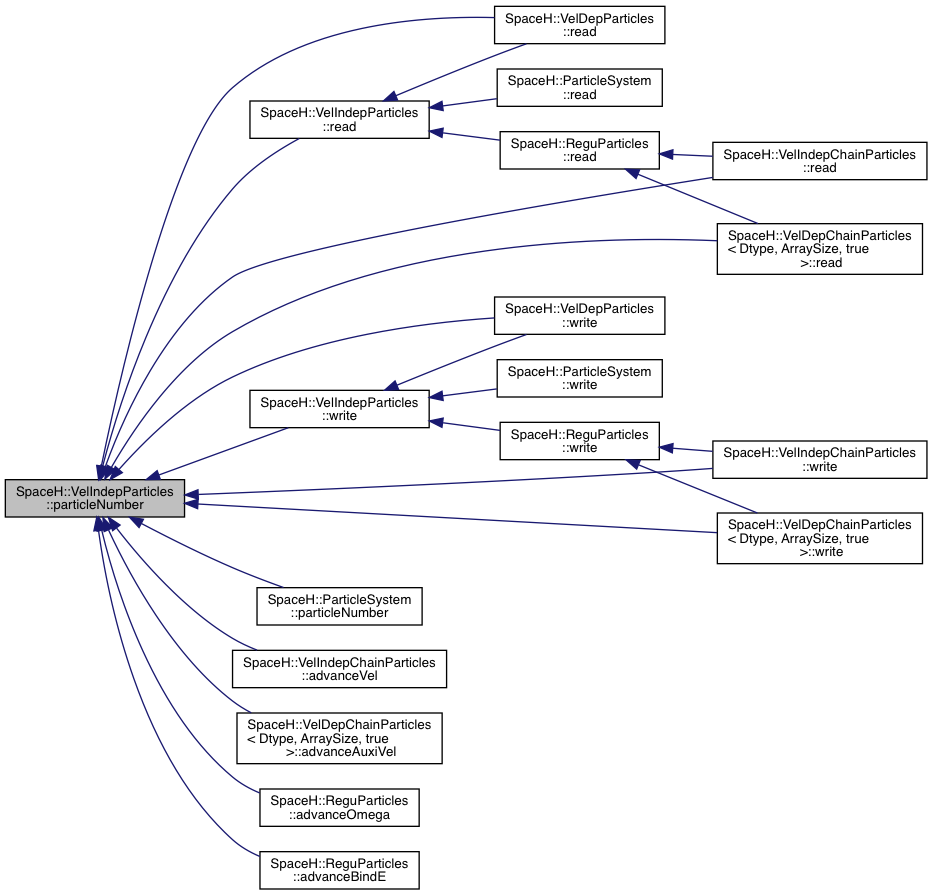 SpaceH::VelDepParticles
::read
SpaceH::ParticleSystem
::read
SpaceH::VelIndepParticles
::read
SpaceH::ReguParticles
::read
SpaceH::VelIndepChainParticles
::read
SpaceH::VelDepChainParticles
< Dtype, ArraySize, true
>::read
SpaceH::VelDepParticles
::write
SpaceH::ParticleSystem
::write
SpaceH::VelIndepParticles
::write
SpaceH::ReguParticles
::write
SpaceH::VelIndepChainParticles
::write
SpaceH::VelIndepParticles
::particleNumber
SpaceH::VelDepChainParticles
< Dtype, ArraySize, true
>::write
SpaceH::ParticleSystem
::particleNumber
SpaceH::VelIndepChainParticles
::advanceVel
SpaceH::VelDepChainParticles
< Dtype, ArraySize, true
>::advanceAuxiVel
SpaceH::ReguParticles
::advanceOmega
SpaceH::ReguParticles
::advanceBindE